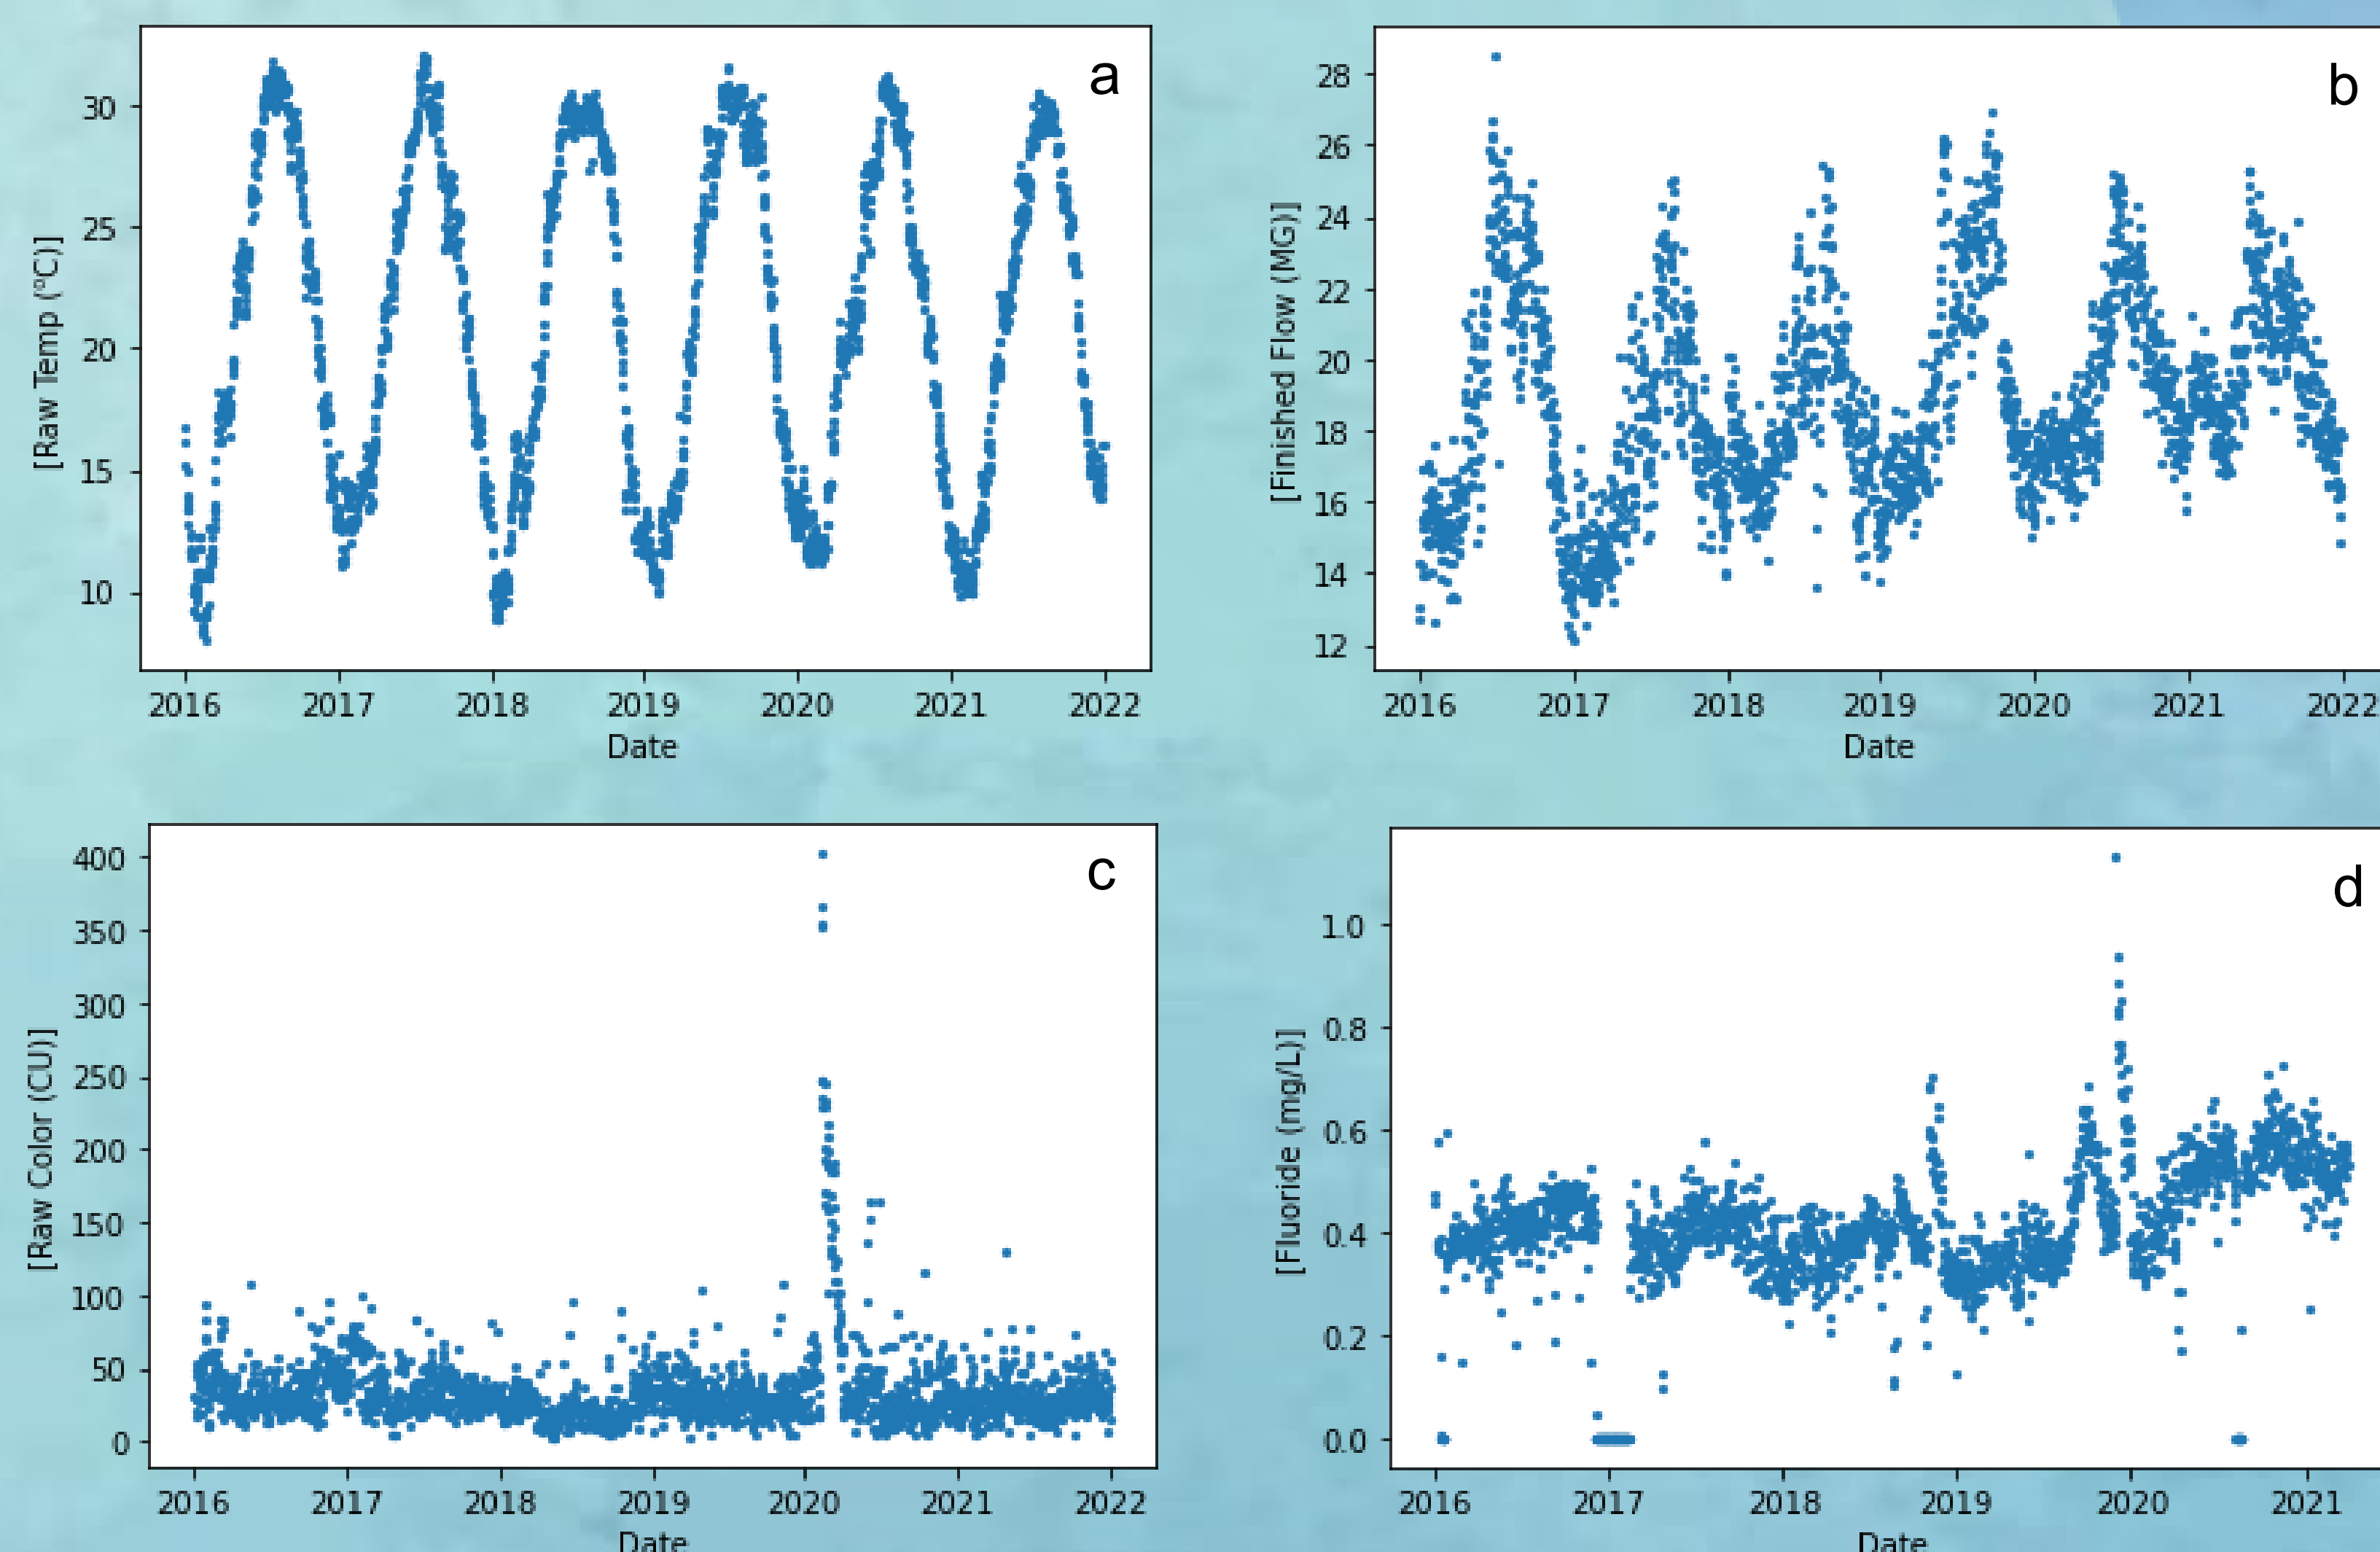 a
30
25
20
15
10
[Raw Temp (°C)]
2016 2017 2018 2019 2020 2021 2022
Date
b
28
26
24
22
20
18
16
14
12
[Finished Flow (MG)]
2016 2017 2018 2019 2020 2021 2022
Date
c
400
350
300
250
200
150
100
50
0
[Raw Color (CU)]
2016 2017 2018 2019 2020 2021 2022
Date
d
1.0
0.8
0.6
0.4
0.2
0.0
[Fluoride (mg/L)]
2016 2017 2018 2019 2020 2021
Date